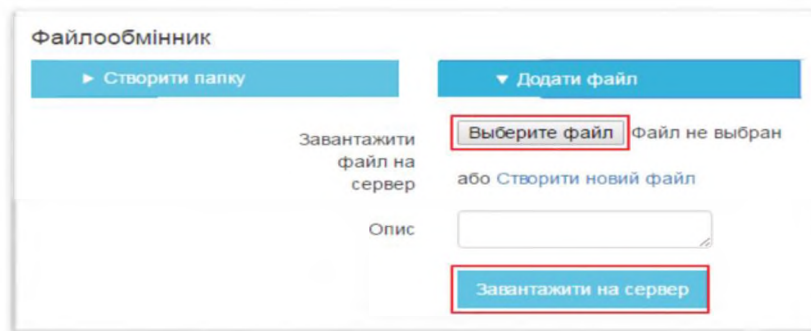 Файлообмінник
► Створити папку
▼ Додати файл
Завантажити
файл на
сервер
Выберите файл Файл не выбран
або Створити новий файл
Опис
Завантажити на сервер